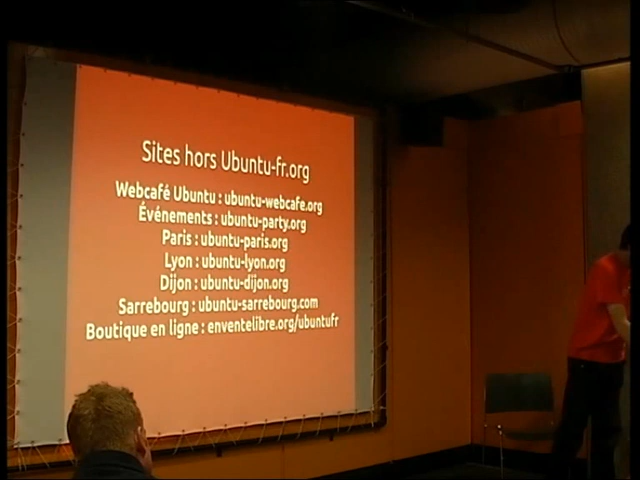 Sites hors Ubuntu-fr.org
Webcafé Ubuntu : ubuntu-webcafe.org
Événements : ubuntu-party.org
Paris : ubuntu-paris.org
Lyon : ubuntu-lyon.org
Dijon : ubuntu-dijon.org
Sarrebourg : ubuntu-sarrebourg.com
Boutique en ligne : enventelibre.org/ubuntufr